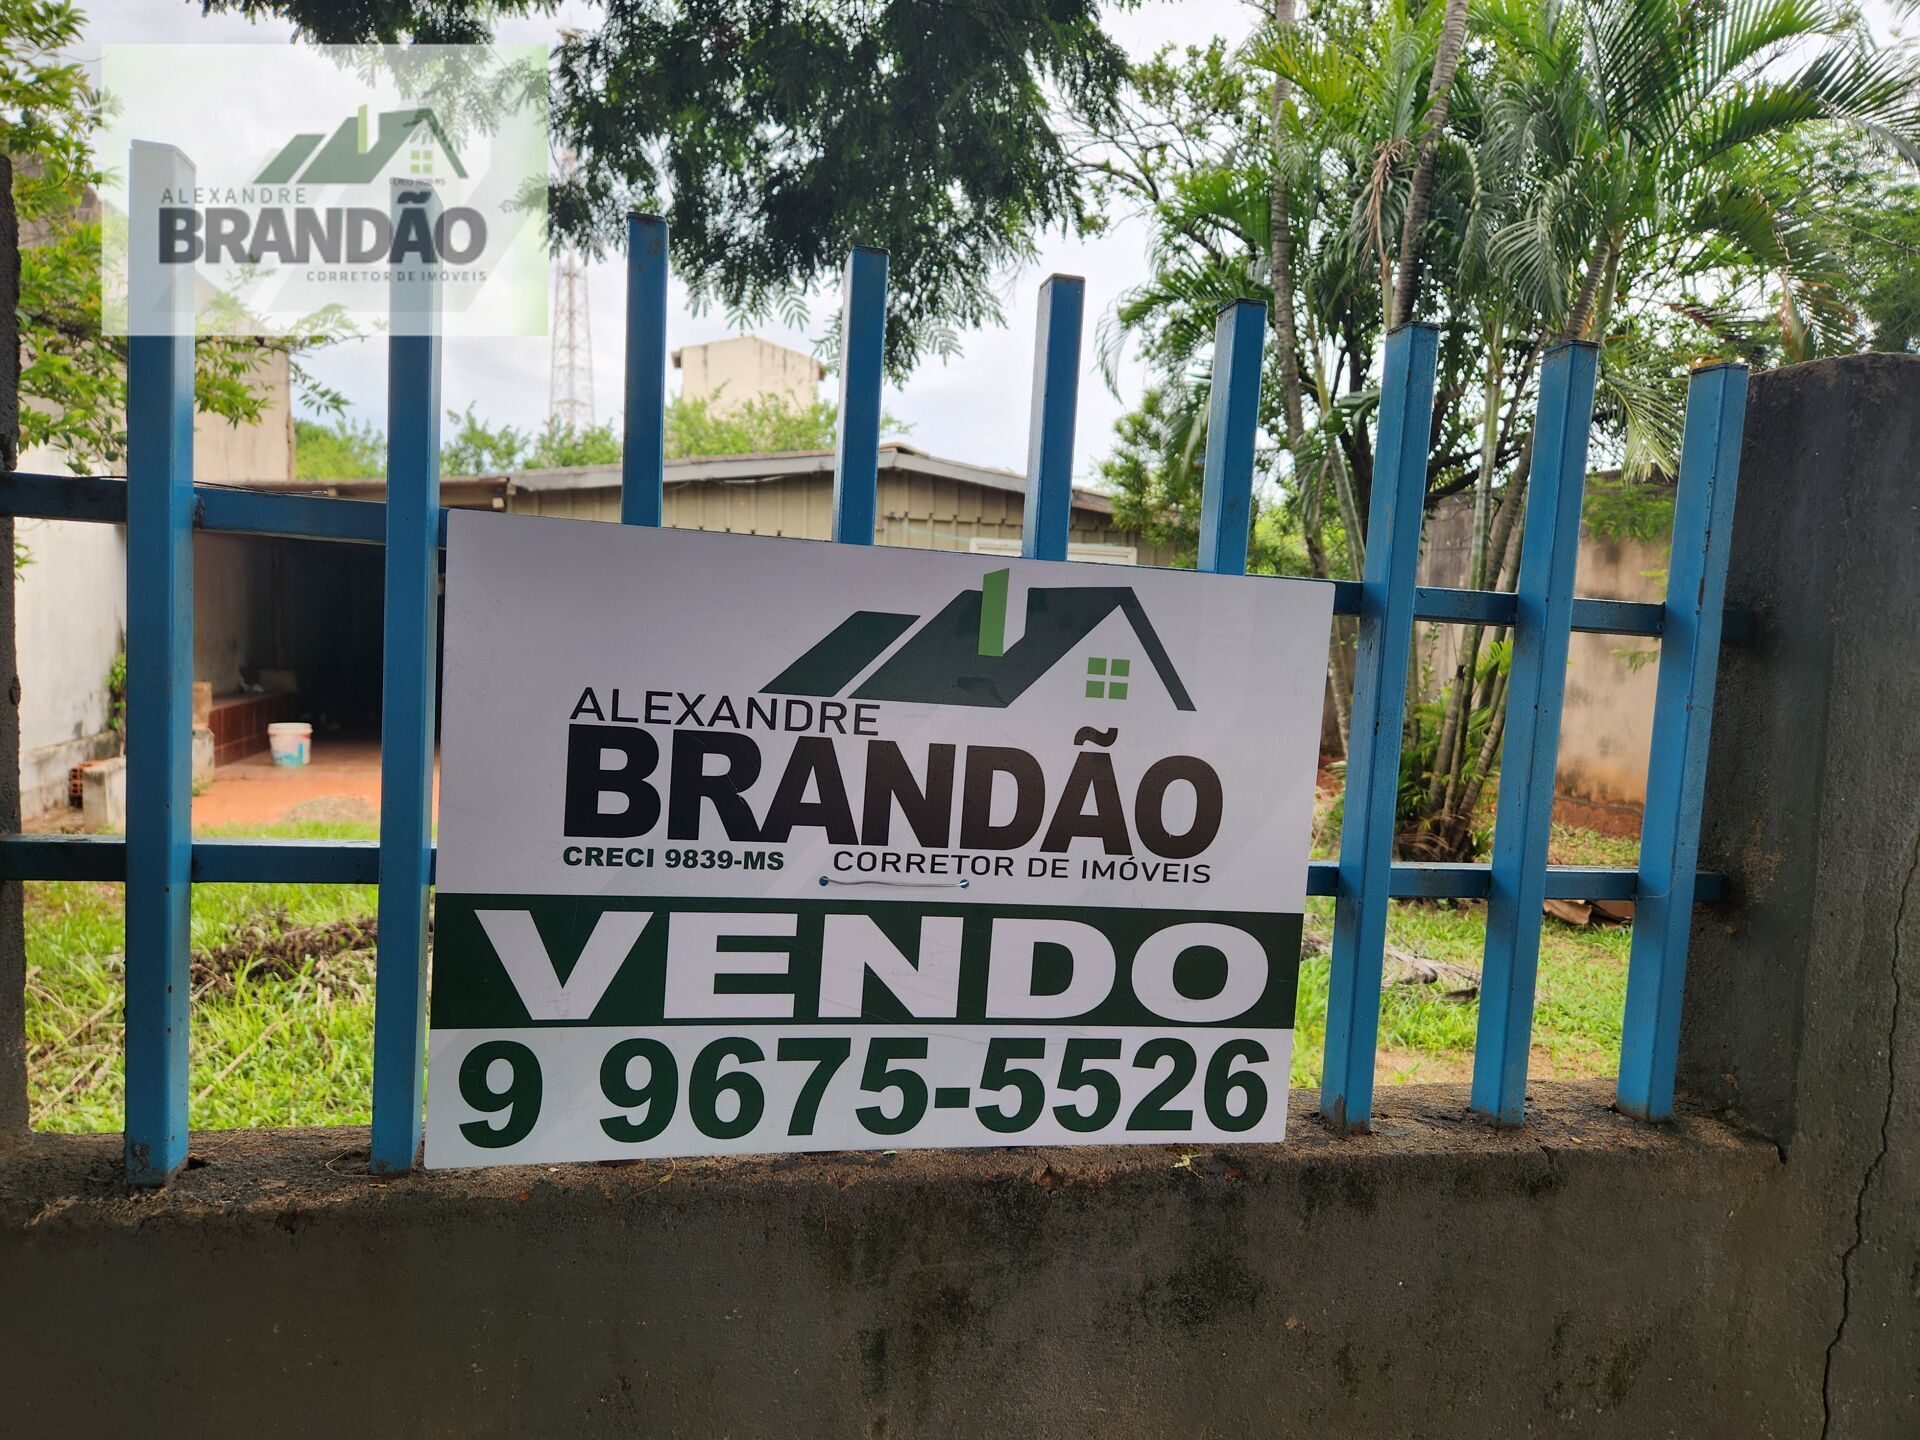 ALEXANDRE
BRANDÃO
CORRETOR DE IMÓVEIS
ALEXANDRE
BRANDÃO
CRECI 9839-MS CORRETOR DE IMÓVEIS
VENDO
9 9675-5526